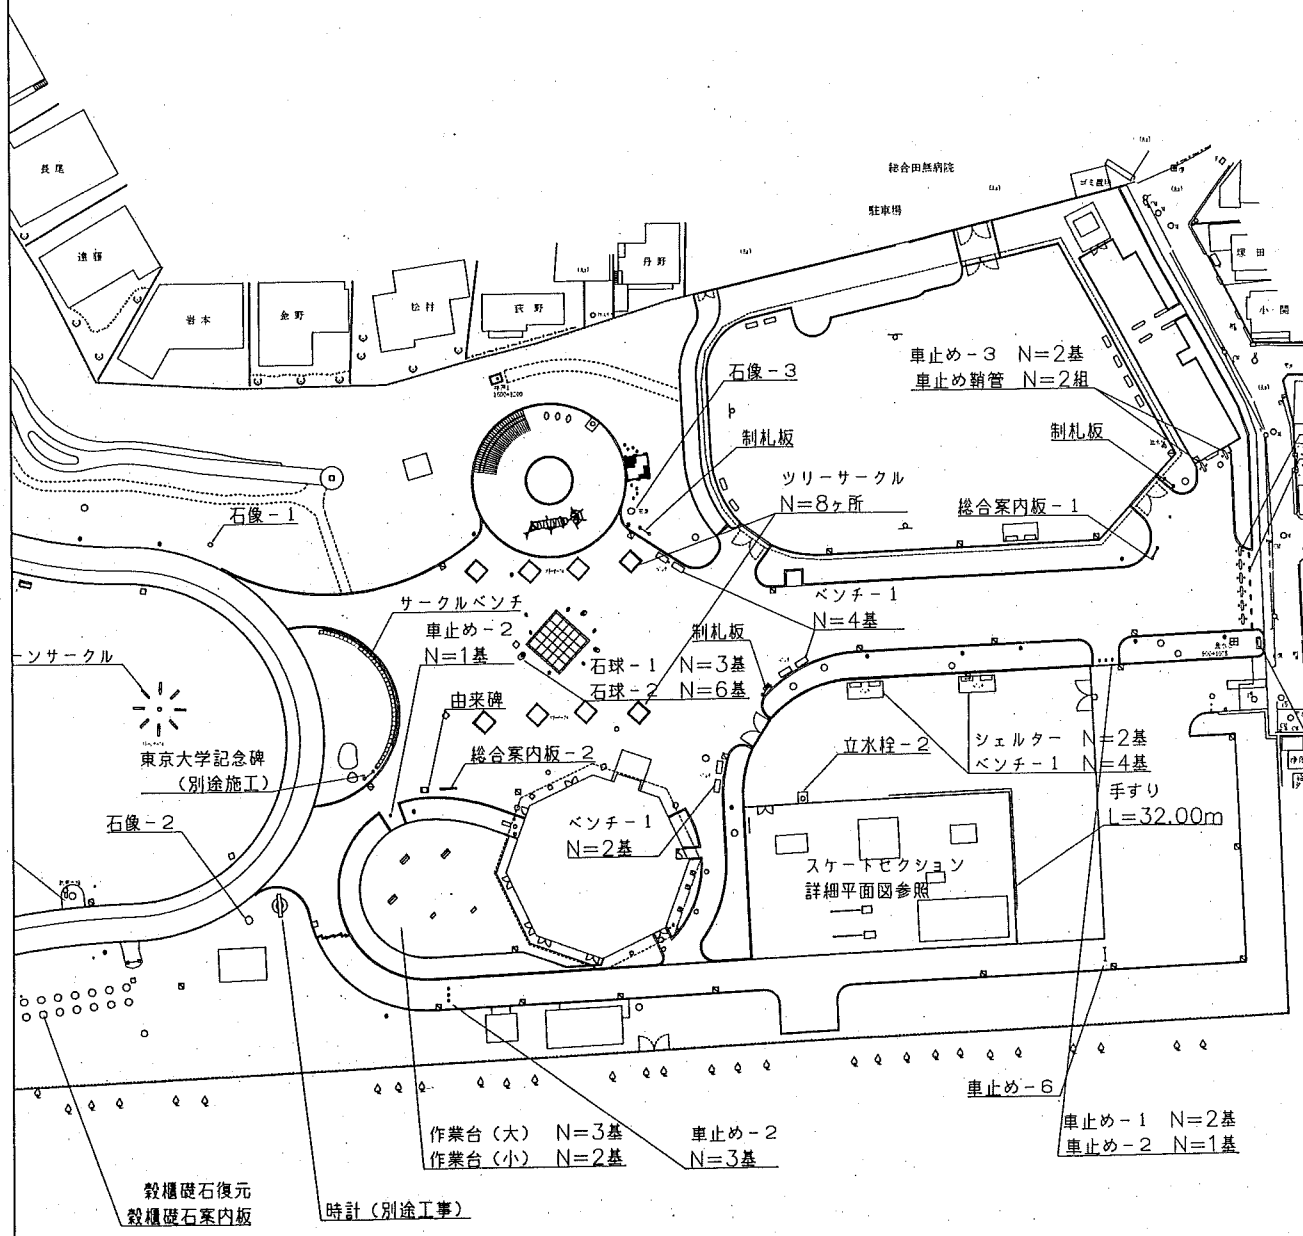 総合田無病院
駐車場
ゴミ置場
長尾
遠藤
岩本
金野
松村
荻野
丹野
塚田
小関
車止め-3 N=2基
車止め鞘管 N=2組
石像-3
制札板
制札板
ツリーサークル
N=8ヶ所
総合案内板-1
石像-1
サークルベンチ
車止め-2
N=1基
ベンチ-1
N=4基
制札板
石球-1 N=3基
石球-2 N=6基
ーンサークル
由来碑
総合案内板-2
東京大学記念碑
(別途施工)
立水栓-2
シェルター N=2基
ベンチ-1 N=4基
手すり
L=32.00m
石像-2
ベンチ-1
N=2基
スケートセクション
詳細平面図参照
車止め-6
車止め-1 N=2基
車止め-2 N=1基
作業台(大) N=3基
作業台(小) N=2基
車止め-2
N=3基
穀櫃礎石復元
穀櫃礎石案内板
時計(別途工事)